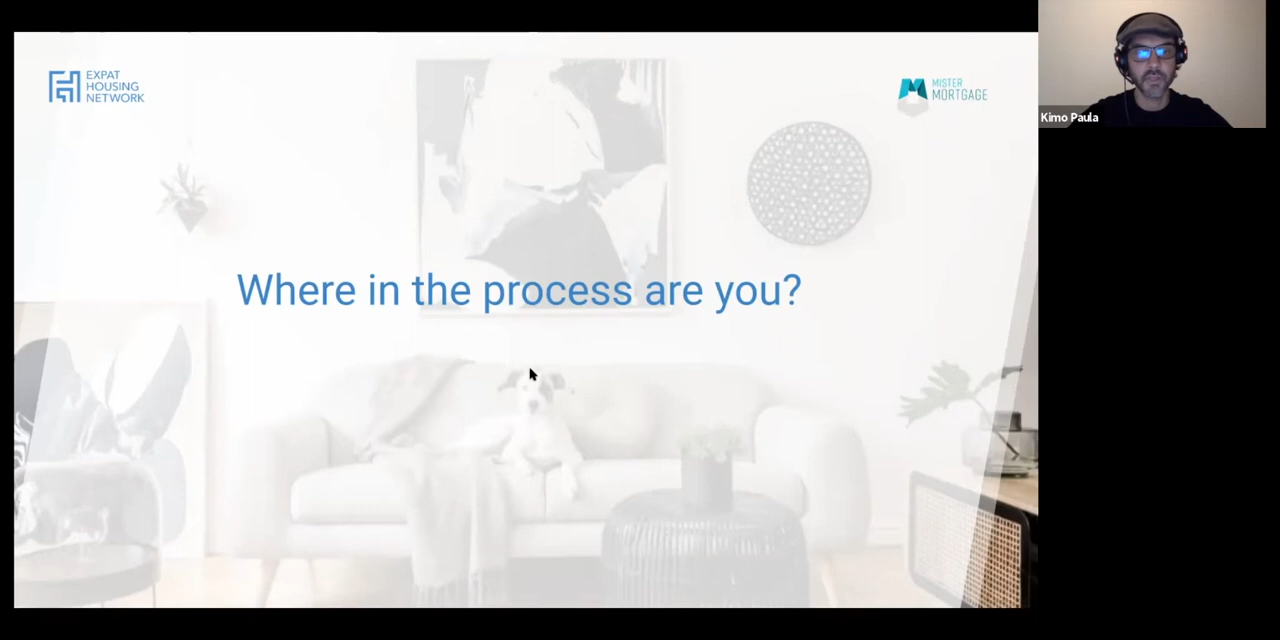 EXPAT
HOUSING
NETWORK
MISTER
MORTGAGE
Kimo Paula
Where in the process are you?